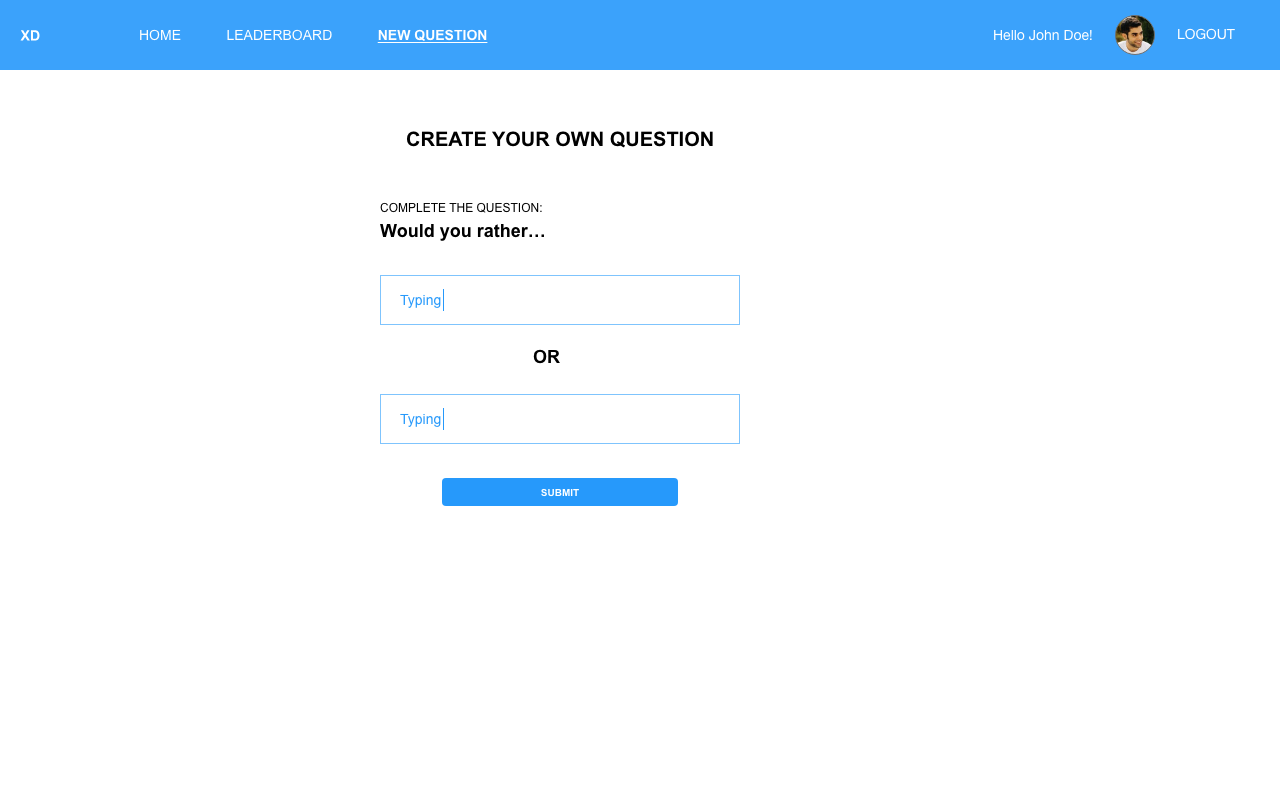 XD HOME LEADERBOARD NEW QUESTION Hello John Doe! LOGOUT
CREATE YOUR OWN QUESTION
COMPLETE THE QUESTION:
Would you rather...
Typing
OR
Typing
SUBMIT